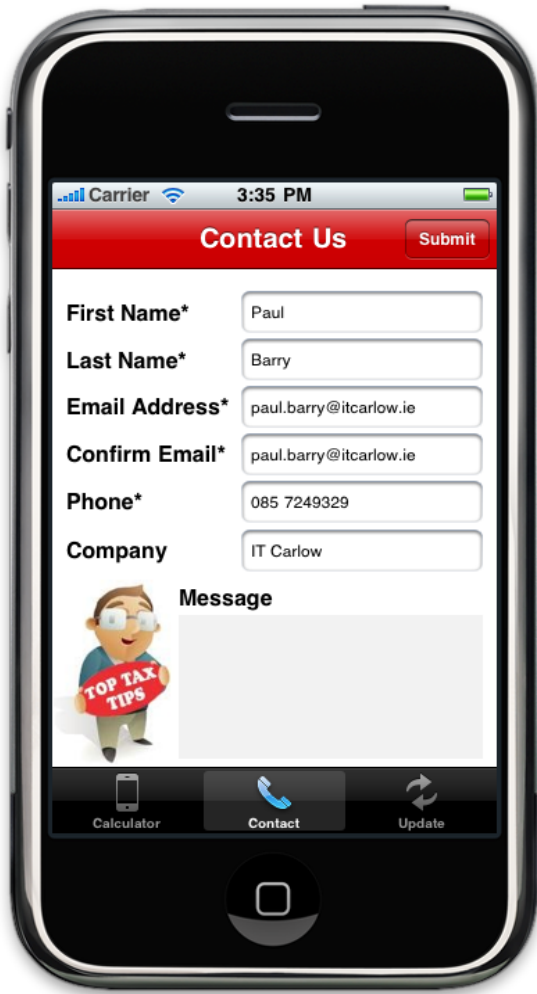 Carrier 3:35 PM
Contact Us Submit
First Name* Paul
Last Name* Barry
Email Address* paul.barry@itcarlow.ie
Confirm Email* paul.barry@itcarlow.ie
Phone* 085 7249329
Company IT Carlow
Message
TOP TAX
TIPS
Calculator Contact Update